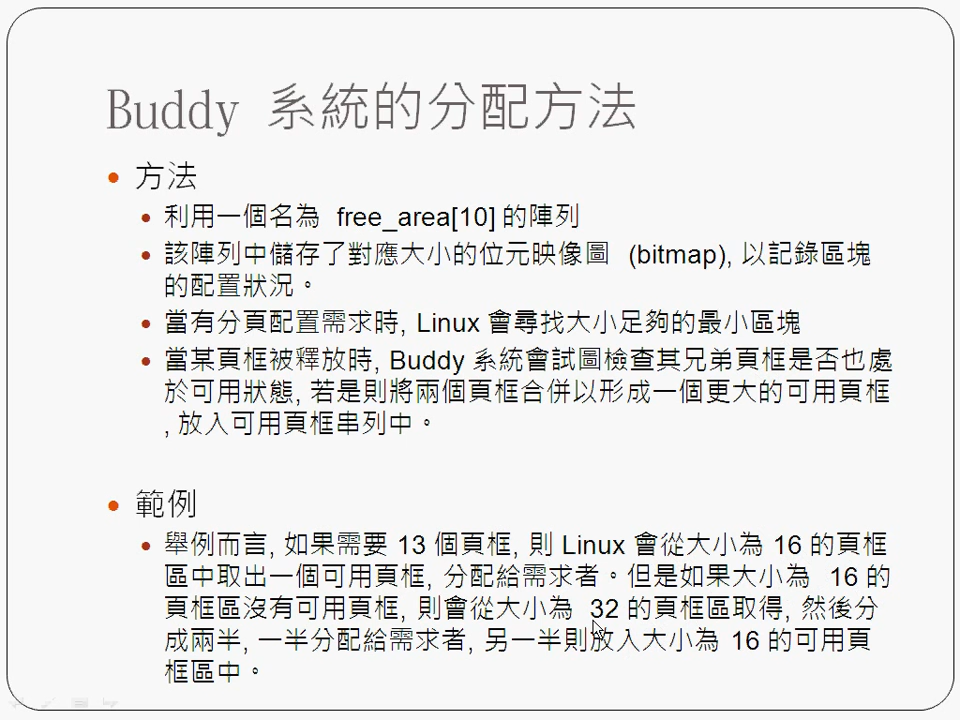 Buddy 系統的分配方法
方法
利用一個名為 free_area[10] 的陣列
該陣列中儲存了對應大小的位元映像圖 (bitmap), 以記錄區塊
的配置狀況。
當有分頁配置需求時, Linux 會尋找大小足夠的最小區塊
當某頁框被釋放時, Buddy 系統會試圖檢查其兄弟頁框是否也處
於可用狀態, 若是則將兩個頁框合併以形成一個更大的可用頁框
, 放入可用頁框串列中。
範例
舉例而言, 如果需要 13 個頁框, 則 Linux 會從大小為 16 的頁框
區中取出一個可用頁框, 分配給需求者。但是如果大小為 16 的
頁框區沒有可用頁框, 則會從大小為 32 的頁框區取得, 然後分
成兩半, 一半分配給需求者, 另一半則放入大小為 16 的可用頁
框區中。